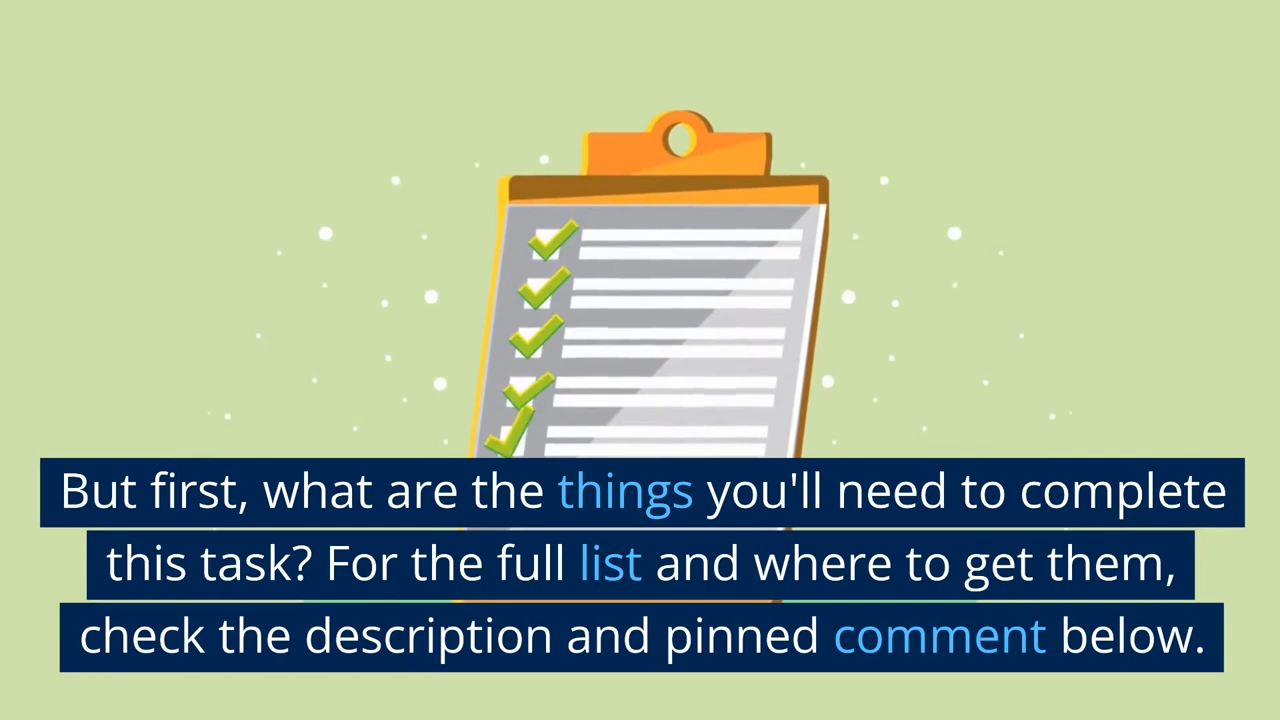 But first, what are the things you'll need to complete
this task? For the full list and where to get them,
check the description and pinned comment below.